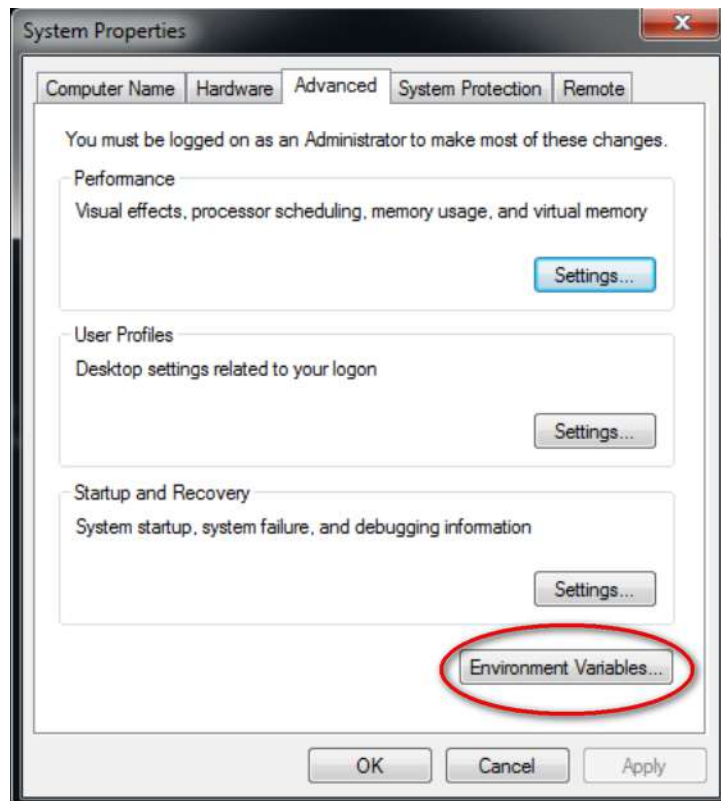 System Properties
Computer Name Hardware Advanced System Protection Remote
You must be logged on as an Administrator to make most of these changes.
Performance
Visual effects, processor scheduling, memory usage, and virtual memory
Settings...
User Profiles
Desktop settings related to your logon
Settings...
Startup and Recovery
System startup, system failure, and debugging information
Settings...
Environment Variables...
OK Cancel Apply